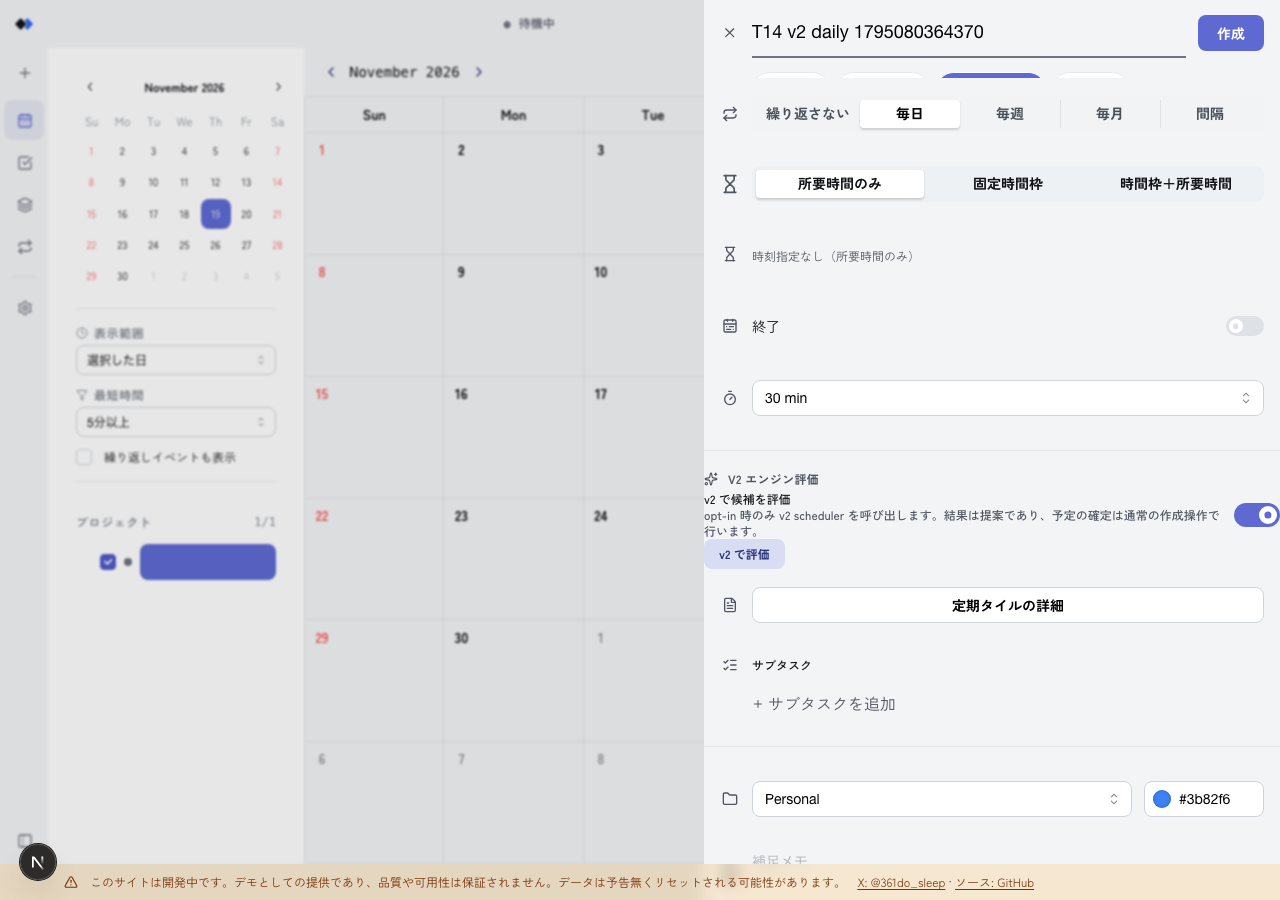 待機中
November 2026
Su Mo Tu We Th Fr Sa
1 2 3 4 5 6 7
8 9 10 11 12 13 14
15 16 17 18 19 20 21
22 23 24 25 26 27 28
29 30 1 2 3 4 5
表示範囲
選択した日
最短時間
5分以上
繰り返しイベントも表示
プロジェクト 1/1
November 2026
Sun Mon Tue
1 2 3
8 9 10
15 16 17
22 23 24
29 30 1
6 7 8
T14 v2 daily 1795080364370
作成
繰り返さない 毎日 毎週 毎月 間隔
所要時間のみ 固定時間枠 時間枠＋所要時間
時刻指定なし（所要時間のみ）
終了
30 min
V2 エンジン評価
v2 で候補を評価
opt-in 時のみ v2 scheduler を呼び出します。結果は提案であり、予定の確定は通常の作成操作で
行います。
v2 で評価
定期タイルの詳細
サブタスク
+ サブタスクを追加
Personal #3b82f6
補足メモ
N
このサイトは開発中です。デモとしての提供であり、品質や可用性は保証されません。データは予告無くリセットされる可能性があります。 X: @361do_sleep · ソース: GitHub